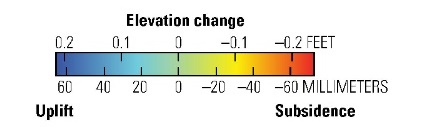 Elevation change
0.2 0.1 0 –0.1 –0.2 FEET
60 40 20 0 –20 –40 –60 MILLIMETERS
Uplift Subsidence